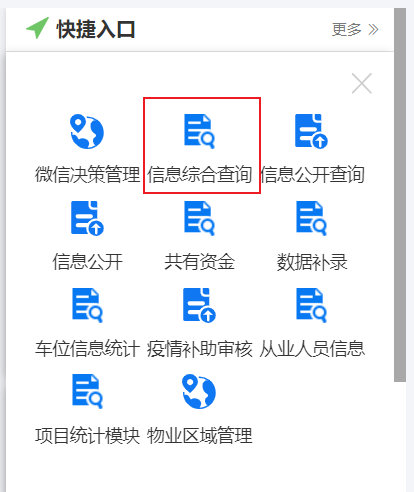 快捷入口 更多
微信决策管理 信息综合查询 信息公开查询
信息公开 共有资金 数据补录
车位信息统计 疫情补助审核 从业人员信息
项目统计模块 物业区域管理